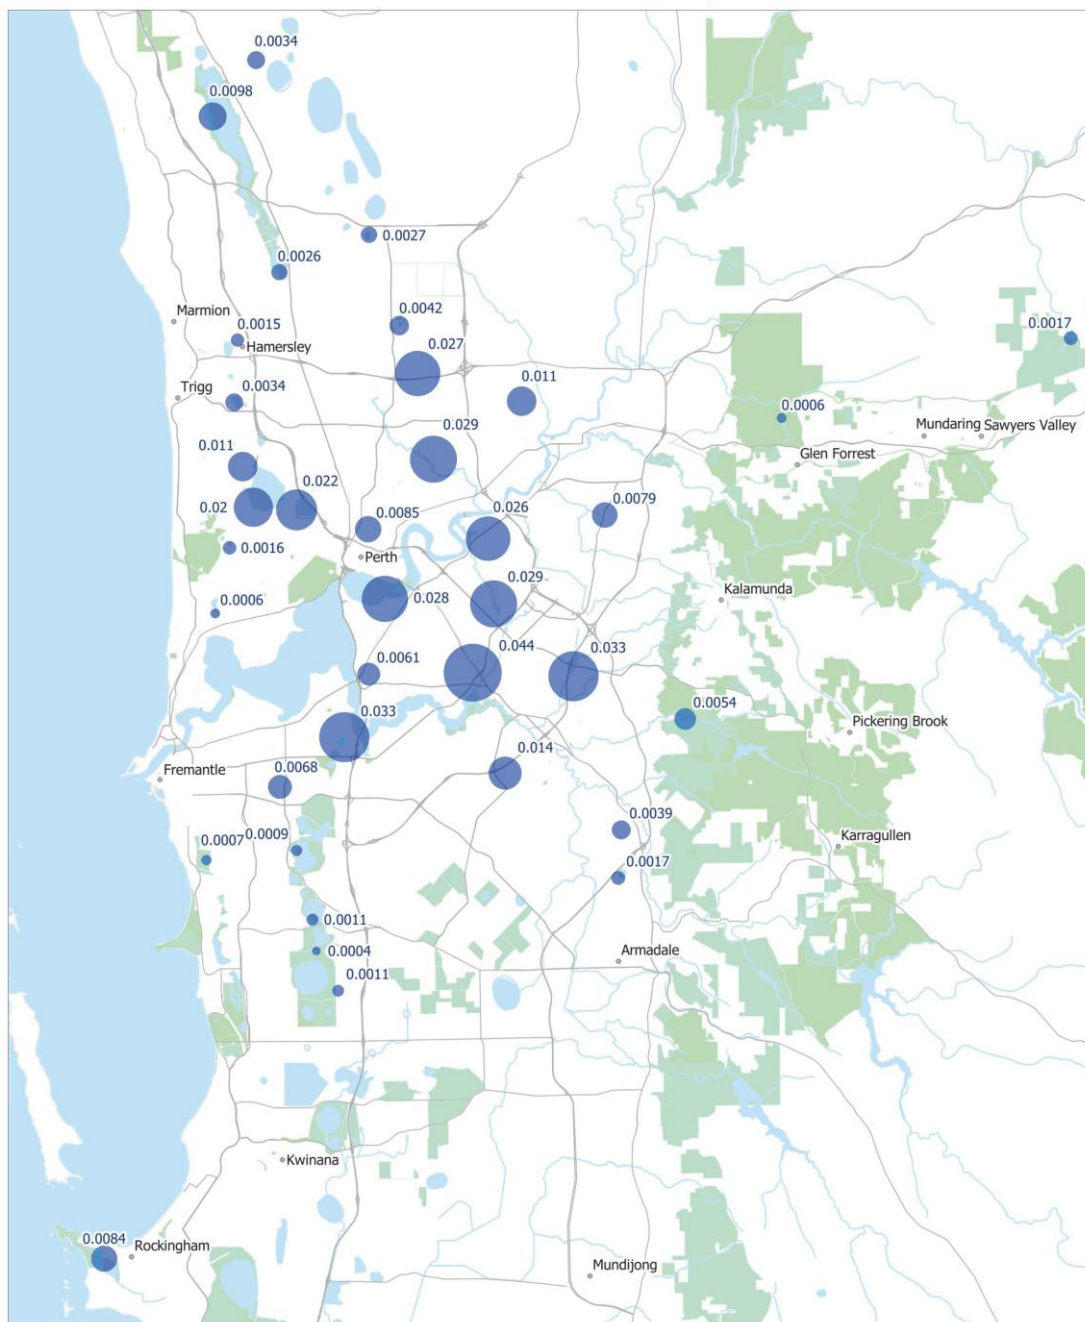 0.0034
0.0098
0.0027
0.0026
Marmion
0.0015
Hamersley
0.0042
0.0017
0.027
Trigg
0.0034
0.011
0.0006
Mundaring
Sawyers Valley
0.011
0.029
Glen Forrest
0.02
0.022
0.0085
0.026
0.0079
0.0016
Perth
0.0006
0.028
0.029
Kalamunda
0.0061
0.044
0.033
0.033
0.0054
Pickering Brook
0.014
Fremantle
0.0068
0.0039
0.0007
0.0009
Karragullen
0.0017
0.0011
0.0004
Armadale
0.0011
Kwinana
0.0084
Rockingham
Mundijong